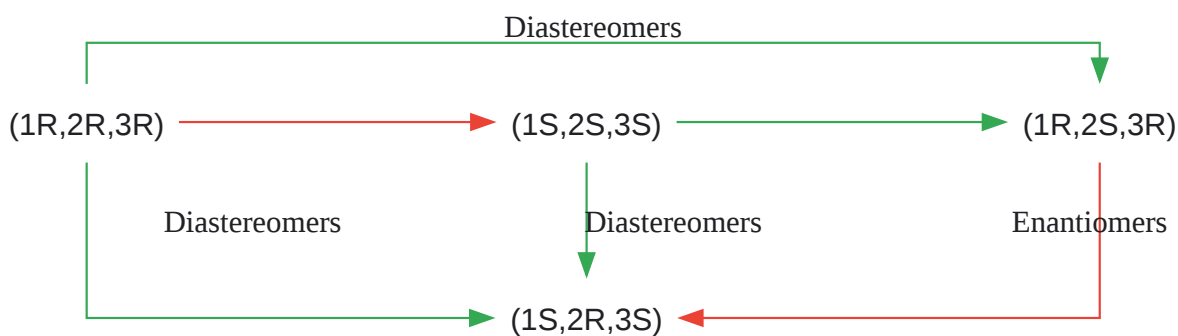 Diastereomers
(1R,2R,3R)
(1S,2S,3S)
(1R,2S,3R)
Diastereomers
Diastereomers
Enantiomers
(1S,2R,3S)